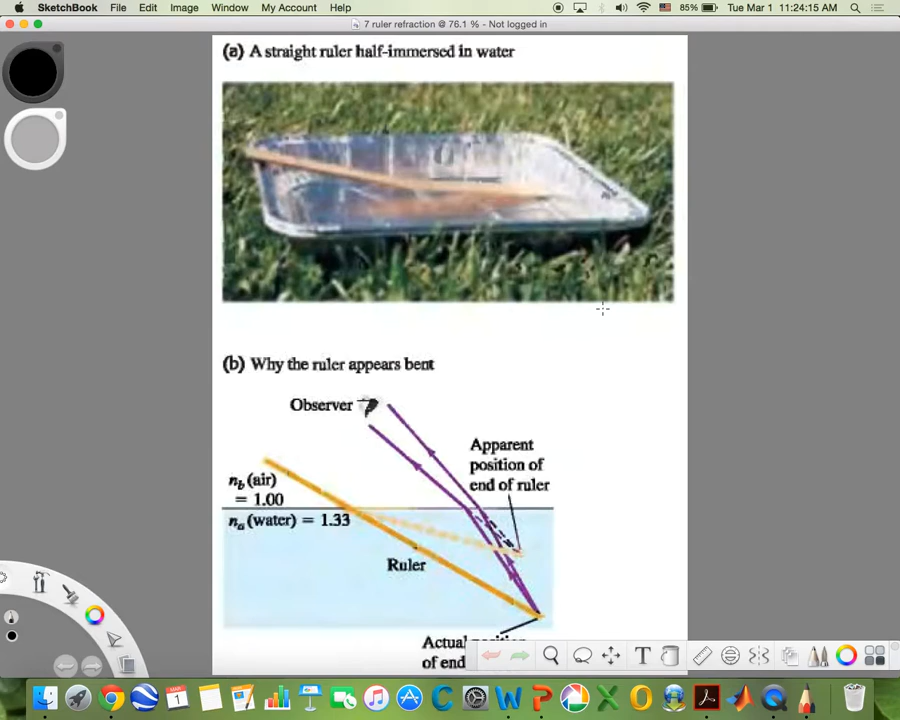 SketchBook File Edit Image Window My Account Help 85% Tue Mar 1 11:24:15 AM
7 ruler refraction @ 76.1 % - Not logged in
(a) A straight ruler half-immersed in water
(b) Why the ruler appears bent
Observer
Apparent
position of
end of ruler
n_b (air)
= 1.00
n_a (water) = 1.33
Ruler
Actual position
of end
T